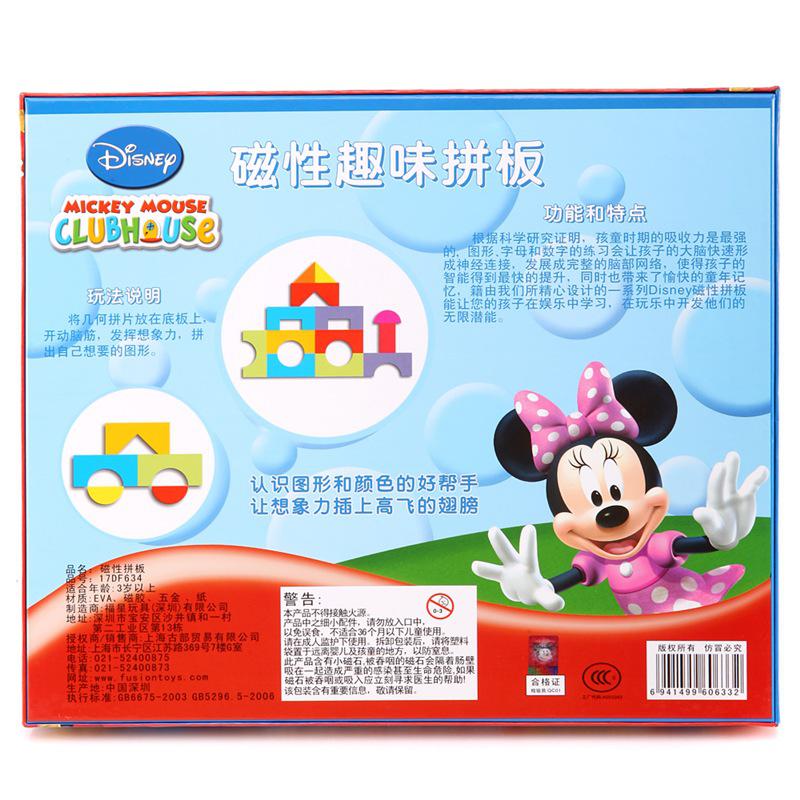 Disney
磁性趣味拼板
MICKEY MOUSE
CLUBHOUSE
功能和特点
根据科学研究证明，孩童时期的吸收力是最强
的，图形、字母和数字的练习会让孩子的大脑快速形
成神经连接，发展成完整的脑部网络，使得孩子的
智能得到最快的提升，同时也带来了愉快的童年记
忆，藉由我们所精心设计的一系列Disney磁性拼板
能让您的孩子在娱乐中学习，在玩乐中开发他们的
无限潜能。
玩法说明
将几何拼片放在底板上，
开动脑筋，发挥想象力，拼
出自己想要的图形。
认识图形和颜色的好帮手
让想象力插上高飞的翅膀
品名：磁性拼板
品号：17DF634
适合年龄：3岁以上
材质：EVA、磁胶、五金、纸
制造商：福星玩具(深圳)有限公司
地址：深圳市宝安区沙井镇和一村
第二工业区第13栋
授权商/销售商：上海古部贸易有限公司
地址：上海市长宁区江苏路369号7楼G室
电话：021-52400875
传真：021-52400873
网址：www.fusiontoys.com
生产地：中国深圳
执行标准：GB6675-2003 GB5296.5-2006
警告：
本产品不得接触火源。
产品中之细小配件，请勿放入口中，
以免误食，不适合36个月以下儿童使用。
请在成人监护下使用。拆卸包装后，请将塑料
袋置于远离婴儿及孩童的地方，以防窒息。
此产品含有小磁石，被吞咽的磁石会隔着肠壁
吸在一起造成严重的感染甚至生命危险，如果
磁石被吞咽或吸入应立刻寻求医生的帮助！
该包装含有重要信息，敬请保留。
0-3
合格证
检验员:QC01
CCC
版权所有 仿冒必究
6 941499 606332